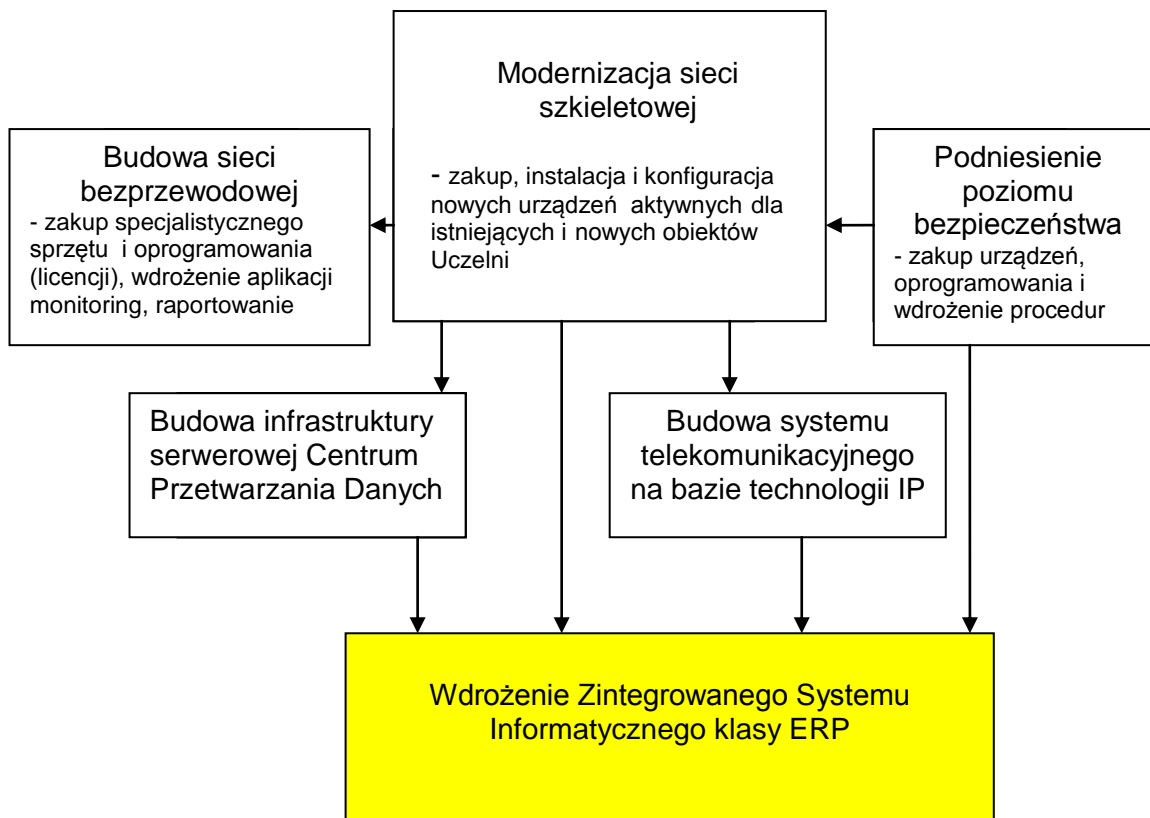 Modernizacja sieci
szkieletowej
- zakup, instalacja i konfiguracja
nowych urządzeń aktywnych dla
istniejących i nowych obiektów
Uczelni
Budowa sieci
bezprzewodowej
- zakup specjalistycznego
sprzętu i oprogramowania
(licencji), wdrożenie aplikacji
monitoring, raportowanie
Podniesienie
poziomu
bezpieczeństwa
- zakup urządzeń,
oprogramowania i
wdrożenie procedur
Budowa infrastruktury
serwerowej Centrum
Przetwarzania Danych
Budowa systemu
telekomunikacyjnego
na bazie technologii IP
Wdrożenie Zintegrowanego Systemu
Informatycznego klasy ERP